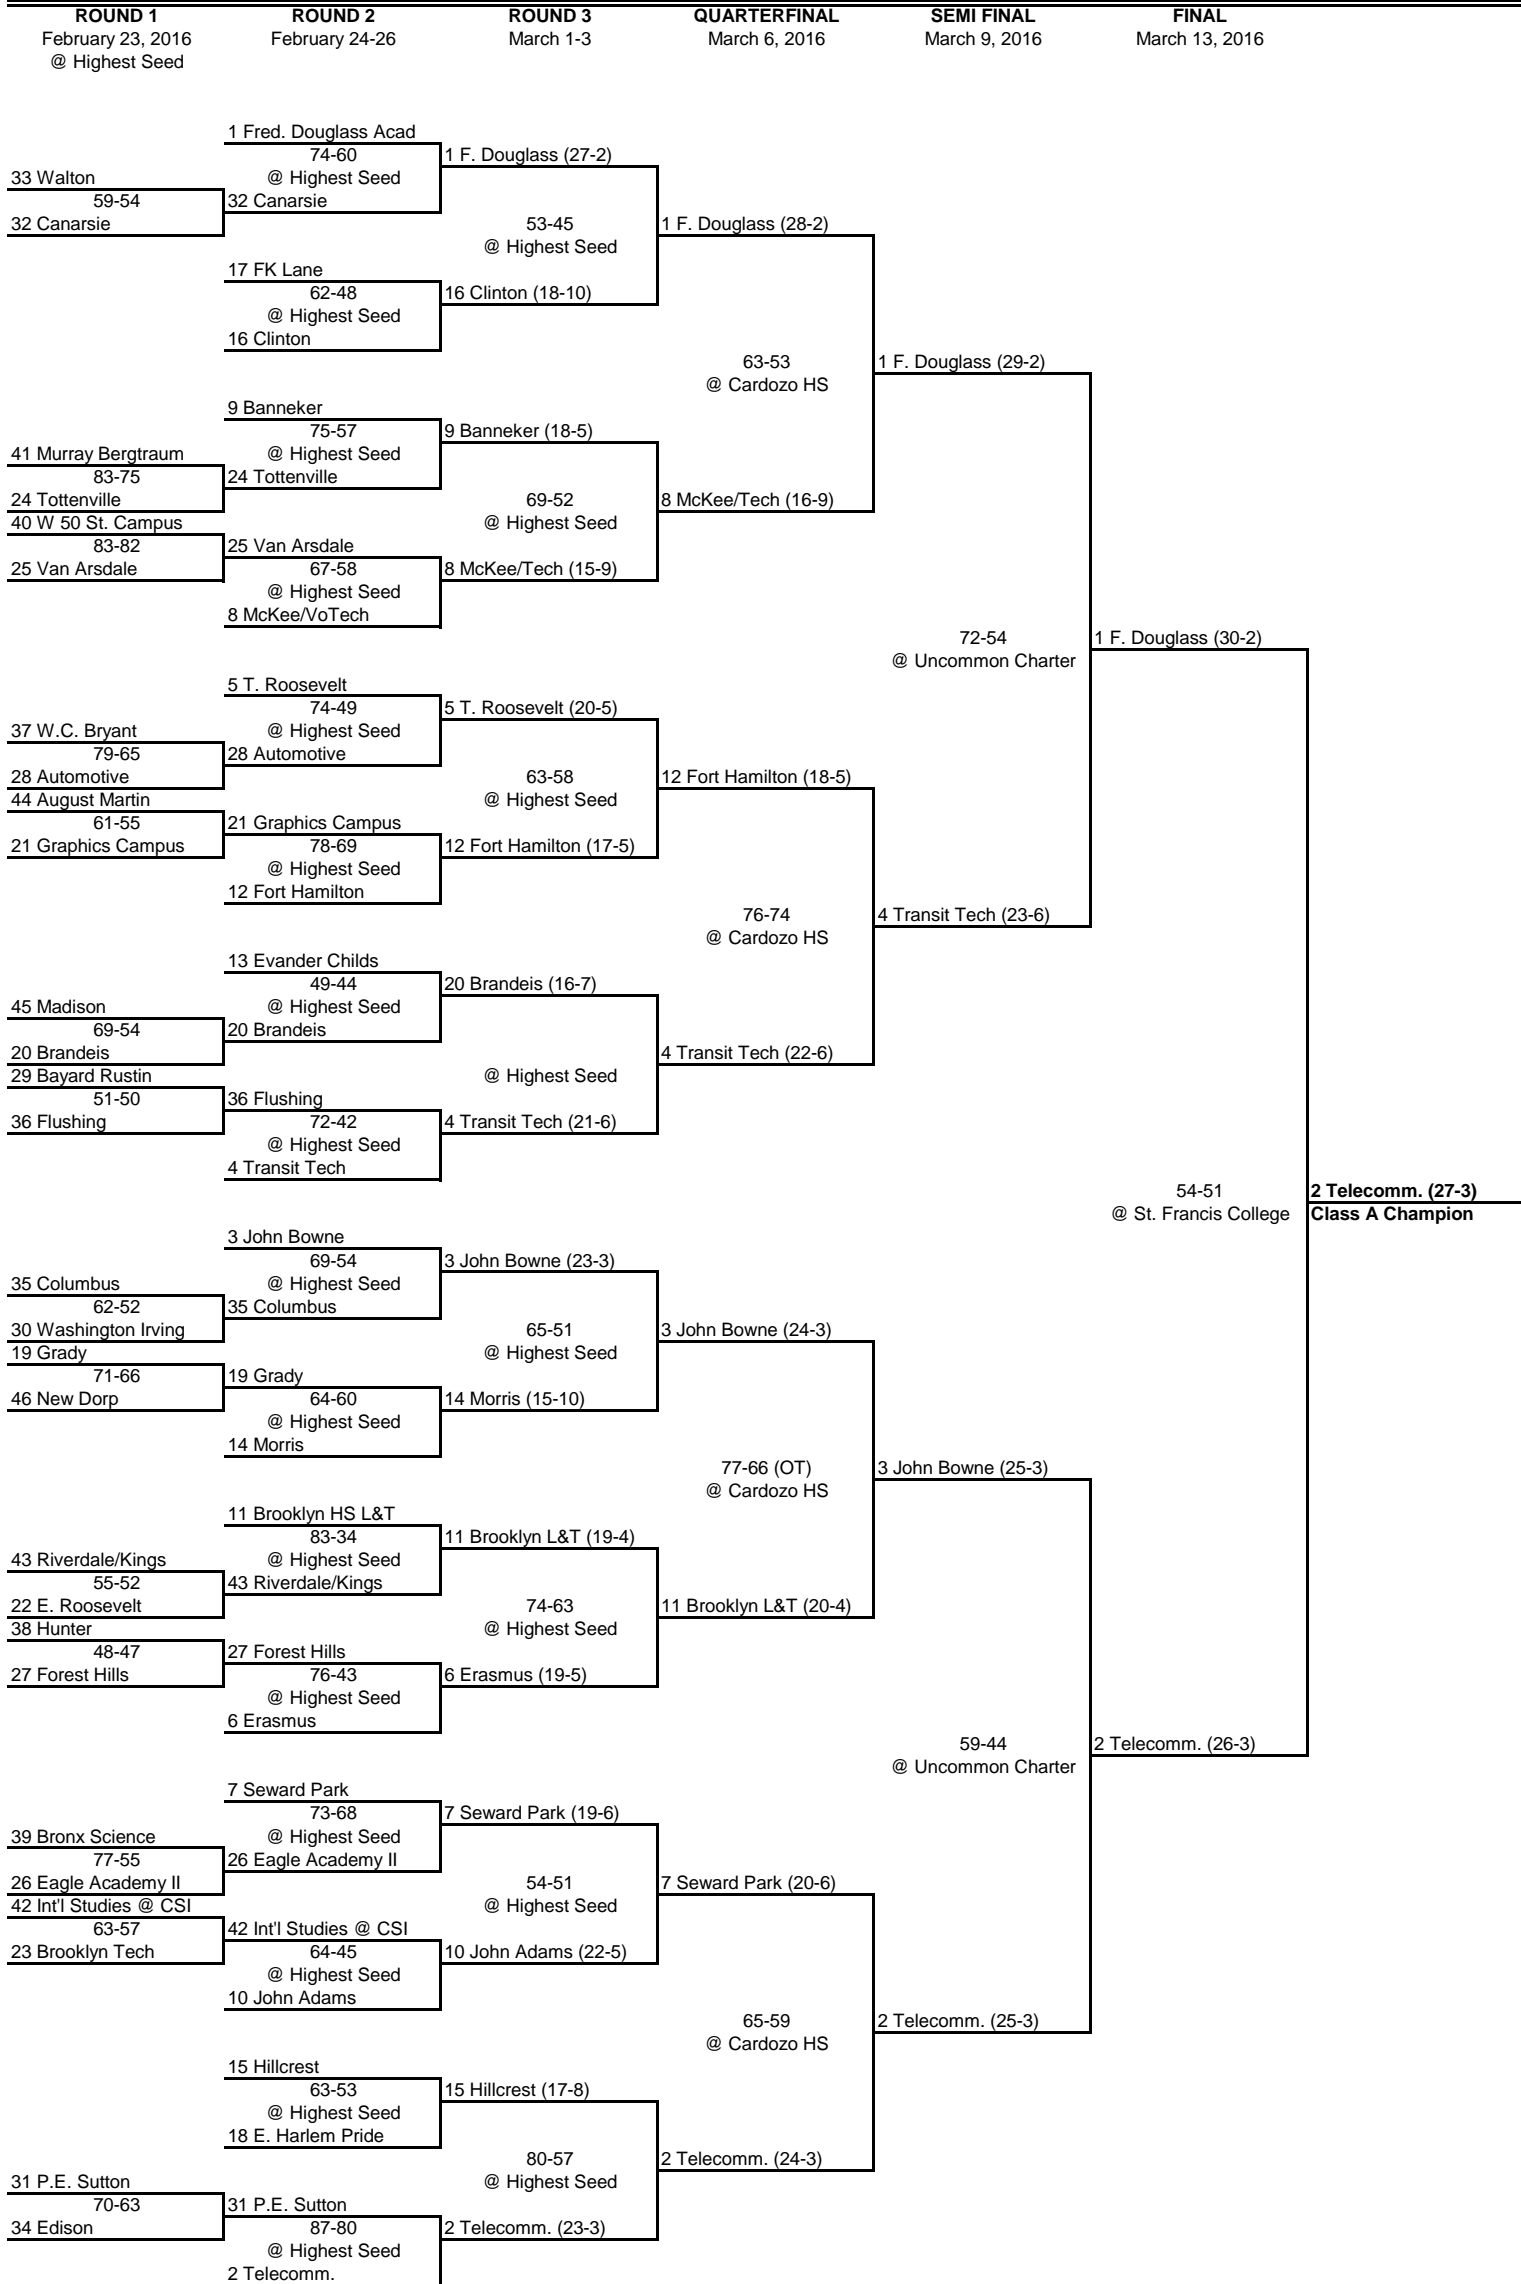 ROUND 1 ROUND 2 ROUND 3 QUARTERFINAL SEMI FINAL FINAL
February 23, 2016 February 24-26 March 1-3 March 6, 2016 March 9, 2016 March 13, 2016
@ Highest Seed
1 Fred. Douglass Acad
74-60 1 F. Douglass (27-2)
33 Walton @ Highest Seed
59-54 32 Canarsie
32 Canarsie 53-45 1 F. Douglass (28-2)
@ Highest Seed
17 FK Lane
62-48 16 Clinton (18-10)
@ Highest Seed
16 Clinton
63-53 1 F. Douglass (29-2)
@ Cardozo HS
9 Banneker
75-57 9 Banneker (18-5)
41 Murray Bergtraum @ Highest Seed
83-75 24 Tottenville
24 Tottenville 69-52 8 McKee/Tech (16-9)
40 W 50 St. Campus @ Highest Seed
83-82 25 Van Arsdale
25 Van Arsdale 67-58 8 McKee/Tech (15-9)
@ Highest Seed
8 McKee/VoTech
72-54 1 F. Douglass (30-2)
@ Uncommon Charter
5 T. Roosevelt
74-49 5 T. Roosevelt (20-5)
37 W.C. Bryant @ Highest Seed
79-65 28 Automotive
28 Automotive 63-58 12 Fort Hamilton (18-5)
44 August Martin @ Highest Seed
61-55 21 Graphics Campus
21 Graphics Campus 78-69 12 Fort Hamilton (17-5)
@ Highest Seed
12 Fort Hamilton
76-74 4 Transit Tech (23-6)
@ Cardozo HS
13 Evander Childs
49-44 20 Brandeis (16-7)
45 Madison @ Highest Seed
69-54 20 Brandeis
20 Brandeis 4 Transit Tech (22-6)
29 Bayard Rustin @ Highest Seed
51-50 36 Flushing
36 Flushing 72-42 4 Transit Tech (21-6)
@ Highest Seed
4 Transit Tech
54-51 2 Telecomm. (27-3)
@ St. Francis College Class A Champion
3 John Bowne
69-54 3 John Bowne (23-3)
35 Columbus @ Highest Seed
62-52 35 Columbus
30 Washington Irving 65-51 3 John Bowne (24-3)
19 Grady @ Highest Seed
71-66 19 Grady
46 New Dorp 64-60 14 Morris (15-10)
@ Highest Seed
14 Morris
77-66 (OT) 3 John Bowne (25-3)
@ Cardozo HS
11 Brooklyn HS L&T
83-34 11 Brooklyn L&T (19-4)
43 Riverdale/Kings @ Highest Seed
55-52 43 Riverdale/Kings
22 E. Roosevelt 74-63 11 Brooklyn L&T (20-4)
38 Hunter @ Highest Seed
48-47 27 Forest Hills
27 Forest Hills 76-43 6 Erasmus (19-5)
@ Highest Seed
6 Erasmus
59-44 2 Telecomm. (26-3)
@ Uncommon Charter
7 Seward Park
73-68 7 Seward Park (19-6)
39 Bronx Science @ Highest Seed
77-55 26 Eagle Academy II
26 Eagle Academy II 54-51 7 Seward Park (20-6)
42 Int'l Studies @ CSI @ Highest Seed
63-57 42 Int'l Studies @ CSI
23 Brooklyn Tech 64-45 10 John Adams (22-5)
@ Highest Seed
10 John Adams
65-59 2 Telecomm. (25-3)
@ Cardozo HS
15 Hillcrest
63-53 15 Hillcrest (17-8)
@ Highest Seed
18 E. Harlem Pride
80-57 2 Telecomm. (24-3)
31 P.E. Sutton @ Highest Seed
70-63 31 P.E. Sutton
34 Edison 87-80 2 Telecomm. (23-3)
@ Highest Seed
2 Telecomm.